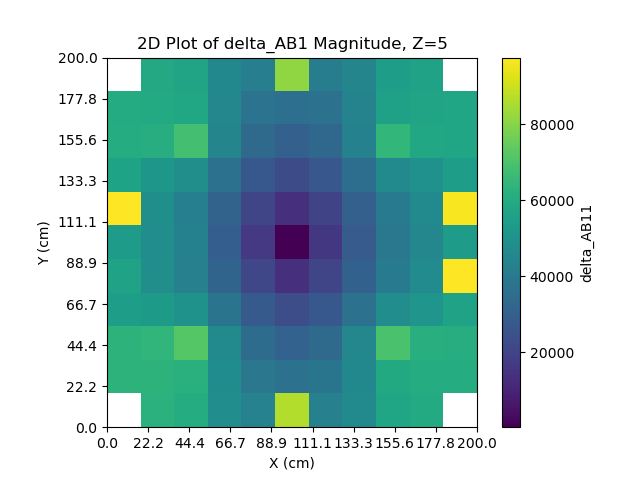 2D Plot of delta_AB1 Magnitude, Z=5
200.0
177.8
155.6
133.3
111.1
88.9
66.7
44.4
22.2
0.0
Y (cm)
0.0 22.2 44.4 66.7 88.9 111.1 133.3 155.6 177.8 200.0
X (cm)
80000
60000
40000
20000
delta_AB11